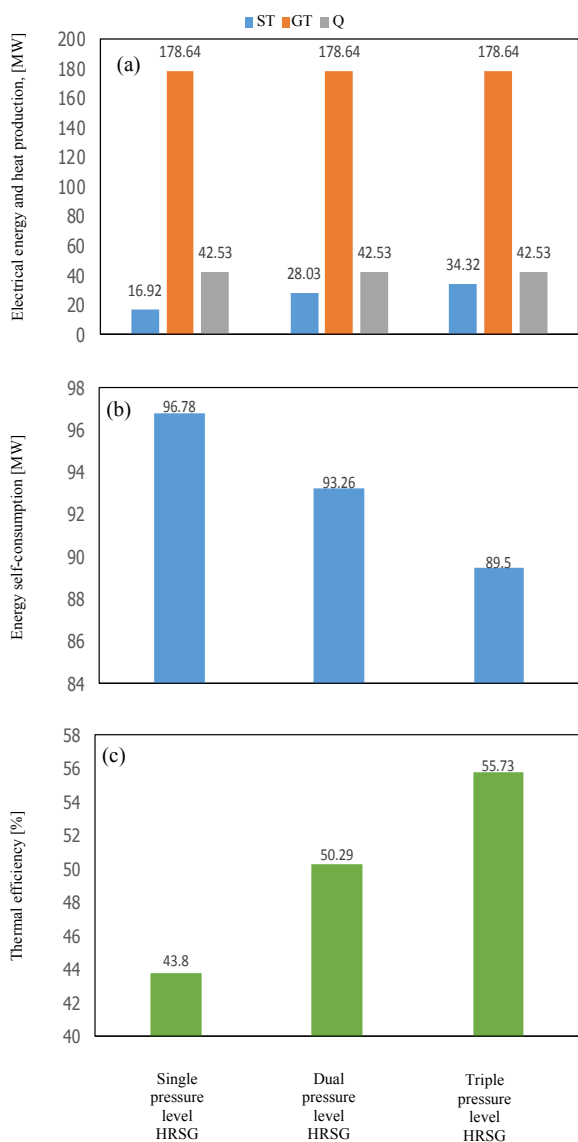 ST GT Q
Electrical energy and heat production, [MW]
(a)
200
180
160
140
120
100
80
60
40
20
0
178.64 178.64 178.64
42.53 42.53 42.53
16.92 28.03 34.32
Energy self-consumption [MW]
(b)
98
96
94
92
90
88
86
84
96.78
93.26
89.5
Thermal efficiency [%]
(c)
58
56
54
52
50
48
46
44
42
40
43.8
50.29
55.73
Single
pressure
level
HRSG
Dual
pressure
level
HRSG
Triple
pressure
level
HRSG